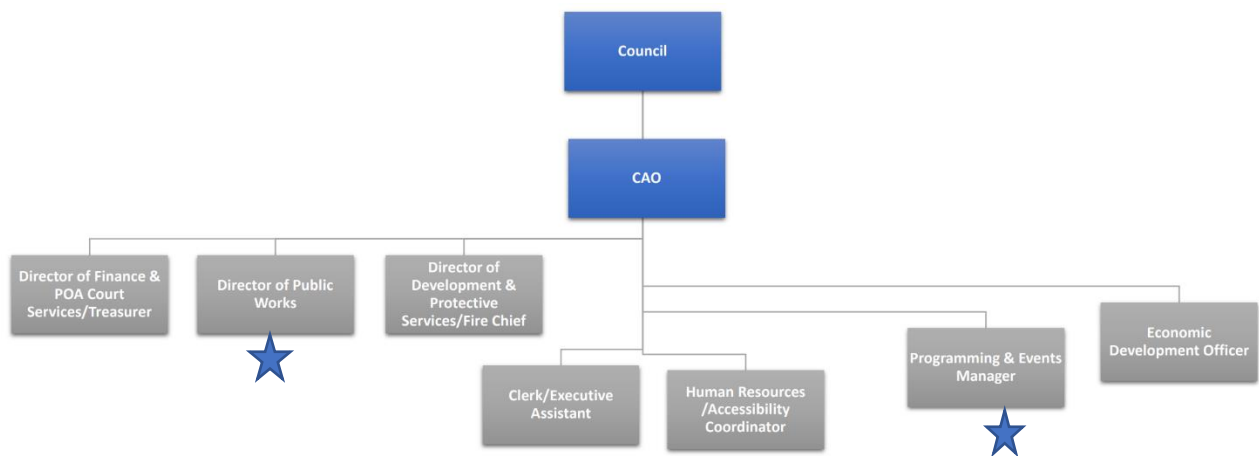 Council
CAO
Director of Finance &
POA Court
Services/Treasurer
Director of Public
Works
Director of
Development &
Protective
Services/Fire Chief
Economic
Development Officer
Programming & Events
Manager
Clerk/Executive
Assistant
Human Resources
/Accessibility
Coordinator